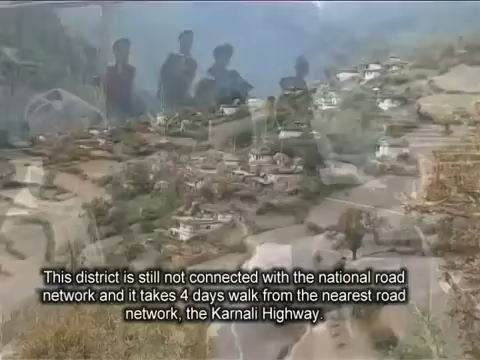 This district is still not connected with the national road
network and it takes 4 days walk from the nearest road
network, the Karnali Highway.